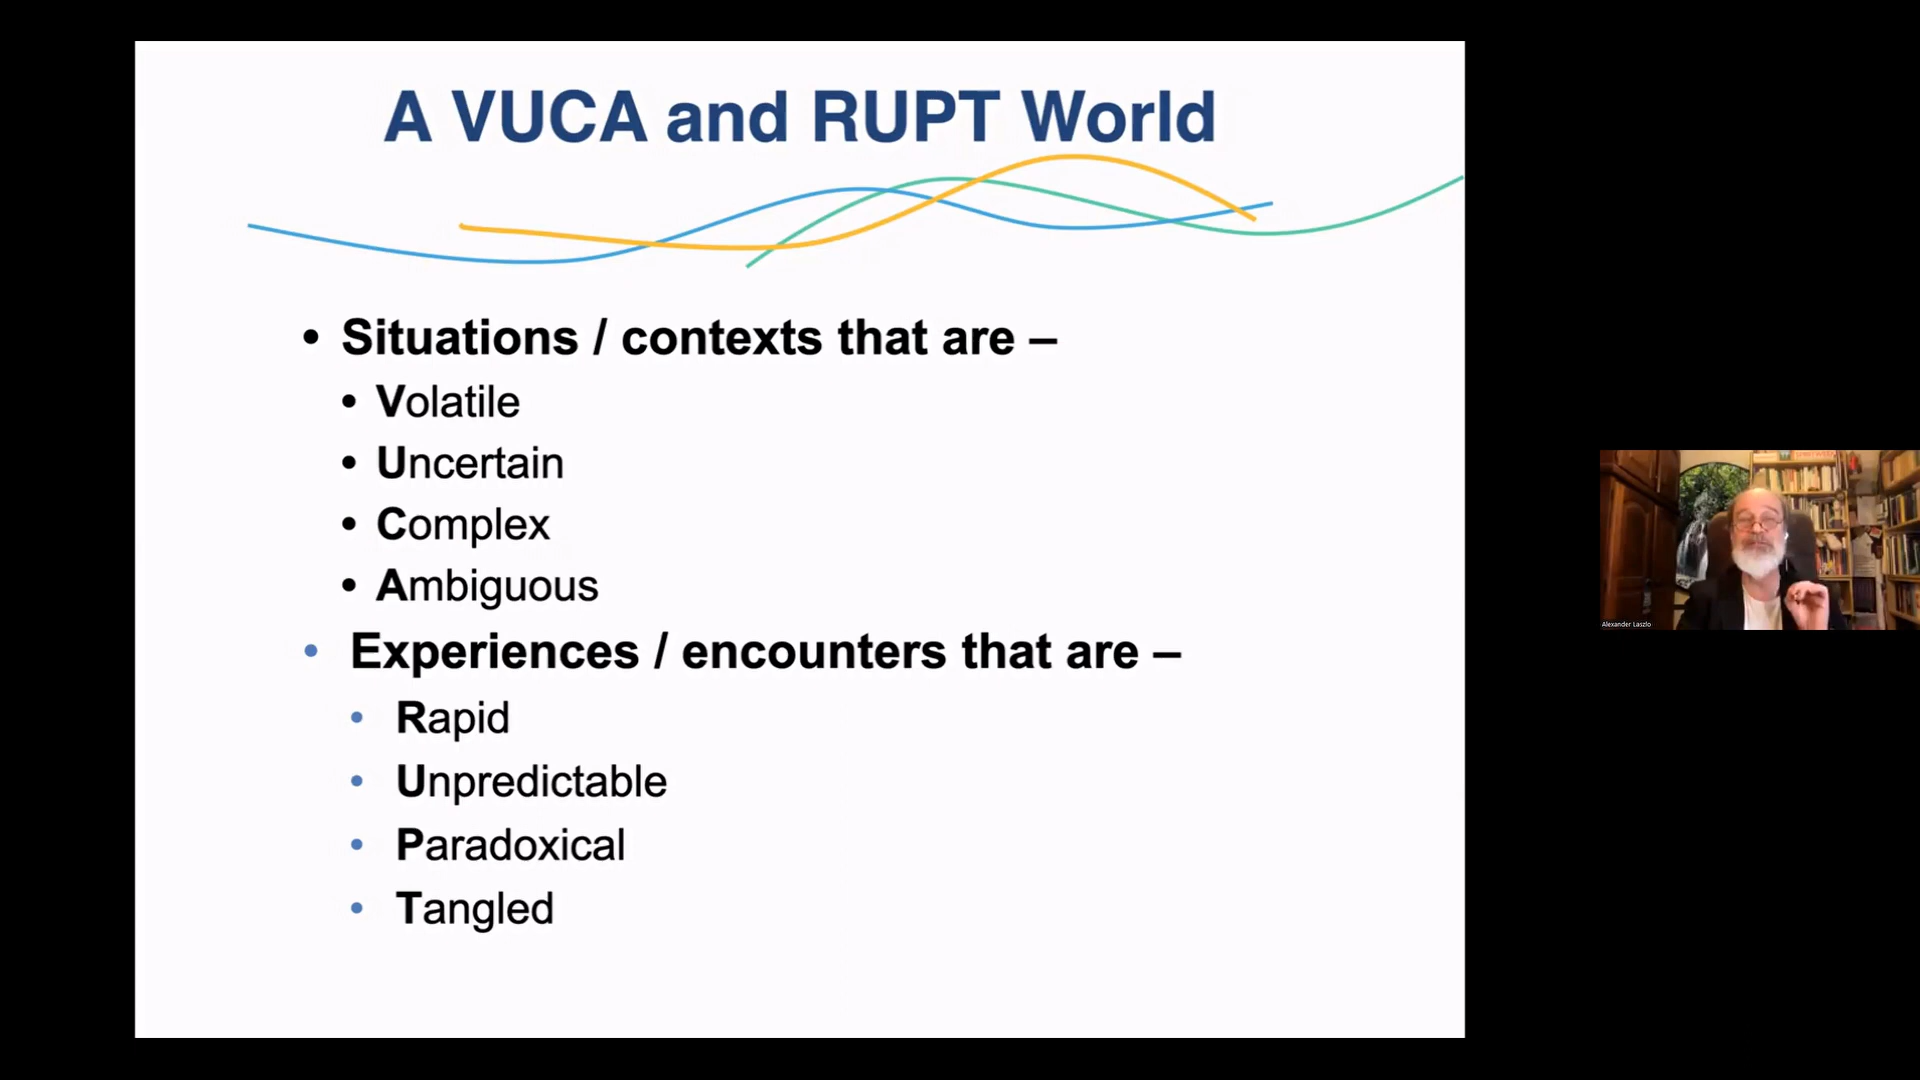 A VUCA and RUPT World
• Situations / contexts that are –
• Volatile
• Uncertain
• Complex
• Ambiguous
• Experiences / encounters that are –
• Rapid
• Unpredictable
• Paradoxical
• Tangled
Alexander Laszlo